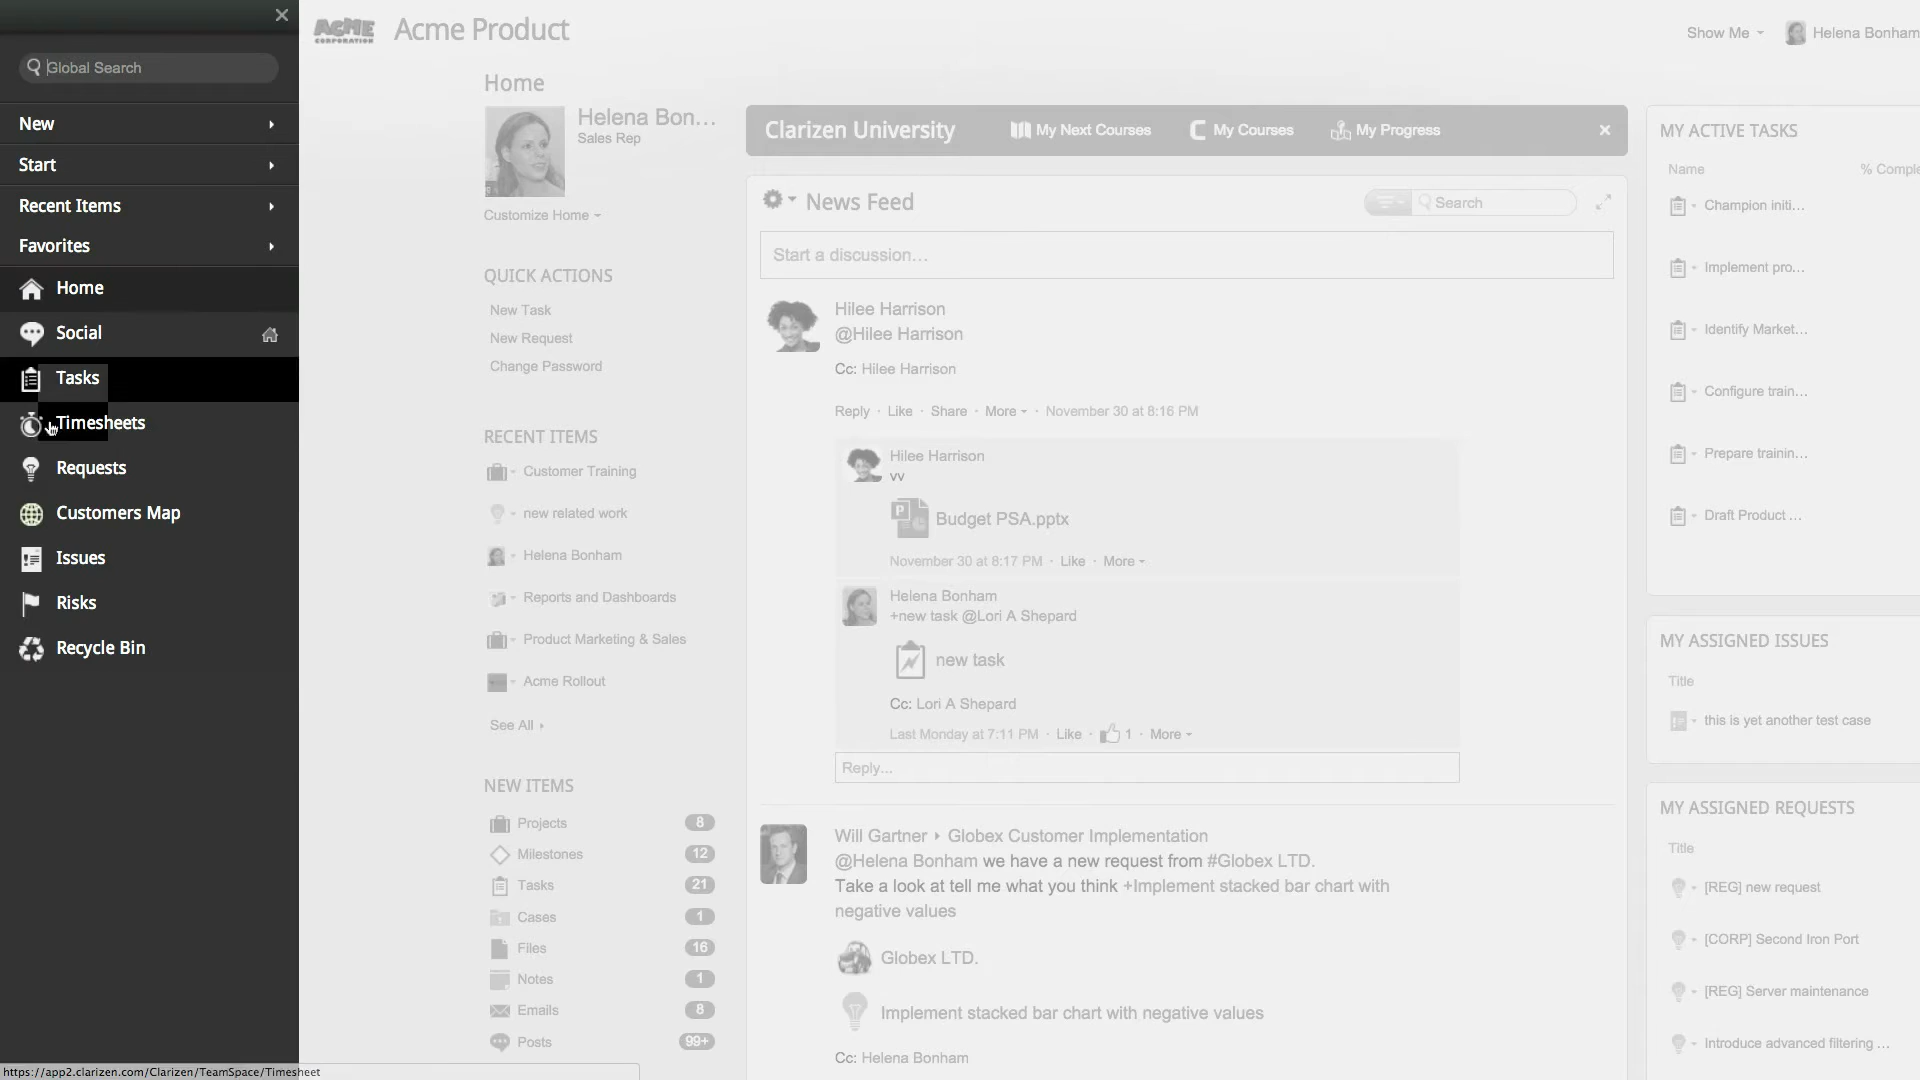 Global Search
New
Start
Recent Items
Favorites
Home
Social
Tasks
Timesheets
Requests
Customers Map
Issues
Risks
Recycle Bin
https://app2.clarizen.com/Clarizen/TeamSpace/Timesheet
ACME
CORPORATION
Acme Product
Show Me
Helena Bonham
Home
Helena Bon...
Sales Rep
Customize Home
QUICK ACTIONS
New Task
New Request
Change Password
RECENT ITEMS
Customer Training
new related work
Helena Bonham
Reports and Dashboards
Product Marketing & Sales
Acme Rollout
See All
NEW ITEMS
Projects 8
Milestones 12
Tasks 21
Cases 1
Files 16
Notes 1
Emails 8
Posts 99+
Clarizen University My Next Courses My Courses My Progress
News Feed
Search
Start a discussion...
Hilee Harrison
@Hilee Harrison
Cc: Hilee Harrison
Reply · Like · Share · More · November 30 at 8:16 PM
Hilee Harrison
vv
Budget PSA.pptx
November 30 at 8:17 PM · Like · More
Helena Bonham
+new task @Lori A Shepard
new task
Cc: Lori A Shepard
Last Monday at 7:11 PM · Like · 1 · More
Reply...
Will Gartner Globex Customer Implementation
@Helena Bonham we have a new request from #Globex LTD.
Take a look at tell me what you think +Implement stacked bar chart with
negative values
Globex LTD.
Implement stacked bar chart with negative values
Cc: Helena Bonham
MY ACTIVE TASKS
Name % Comple
Champion initi...
Implement pro...
Identify Market...
Configure train...
Prepare trainin...
Draft Product ...
MY ASSIGNED ISSUES
Title
this is yet another test case
MY ASSIGNED REQUESTS
Title
[REG] new request
[CORP] Second Iron Port
[REG] Server maintenance
Introduce advanced filtering ...